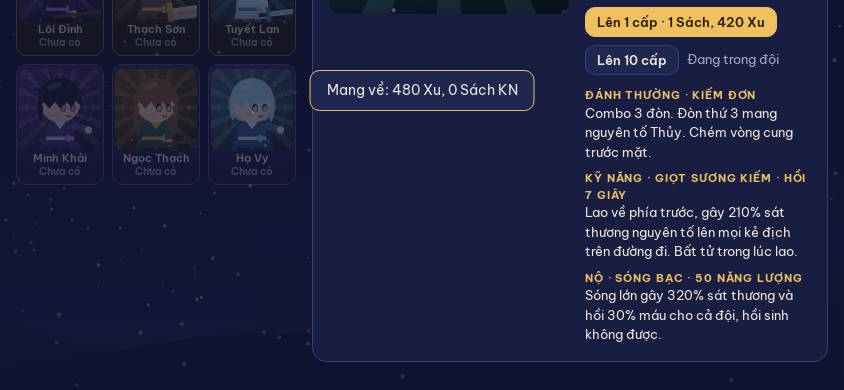 Lôi Đình
Chưa có
Thạch Sơn
Chưa có
Tuyết Lan
Chưa có
Minh Khải
Chưa có
Ngọc Thạch
Chưa có
Hạ Vy
Chưa có
Mang về: 480 Xu, 0 Sách KN
Lên 1 cấp · 1 Sách, 420 Xu
Lên 10 cấp
Đang trong đội
ĐÁNH THƯỜNG · KIẾM ĐƠN
Combo 3 đòn. Đòn thứ 3 mang
nguyên tố Thủy. Chém vòng cung
trước mặt.
KỸ NĂNG · GIỌT SƯƠNG KIẾM · HỒI
7 GIÂY
Lao về phía trước, gây 210% sát
thương nguyên tố lên mọi kẻ địch
trên đường đi. Bất tử trong lúc lao.
NỘ · SÓNG BẠC · 50 NĂNG LƯỢNG
Sóng lớn gây 320% sát thương và
hồi 30% máu cho cả đội, hồi sinh
không được.